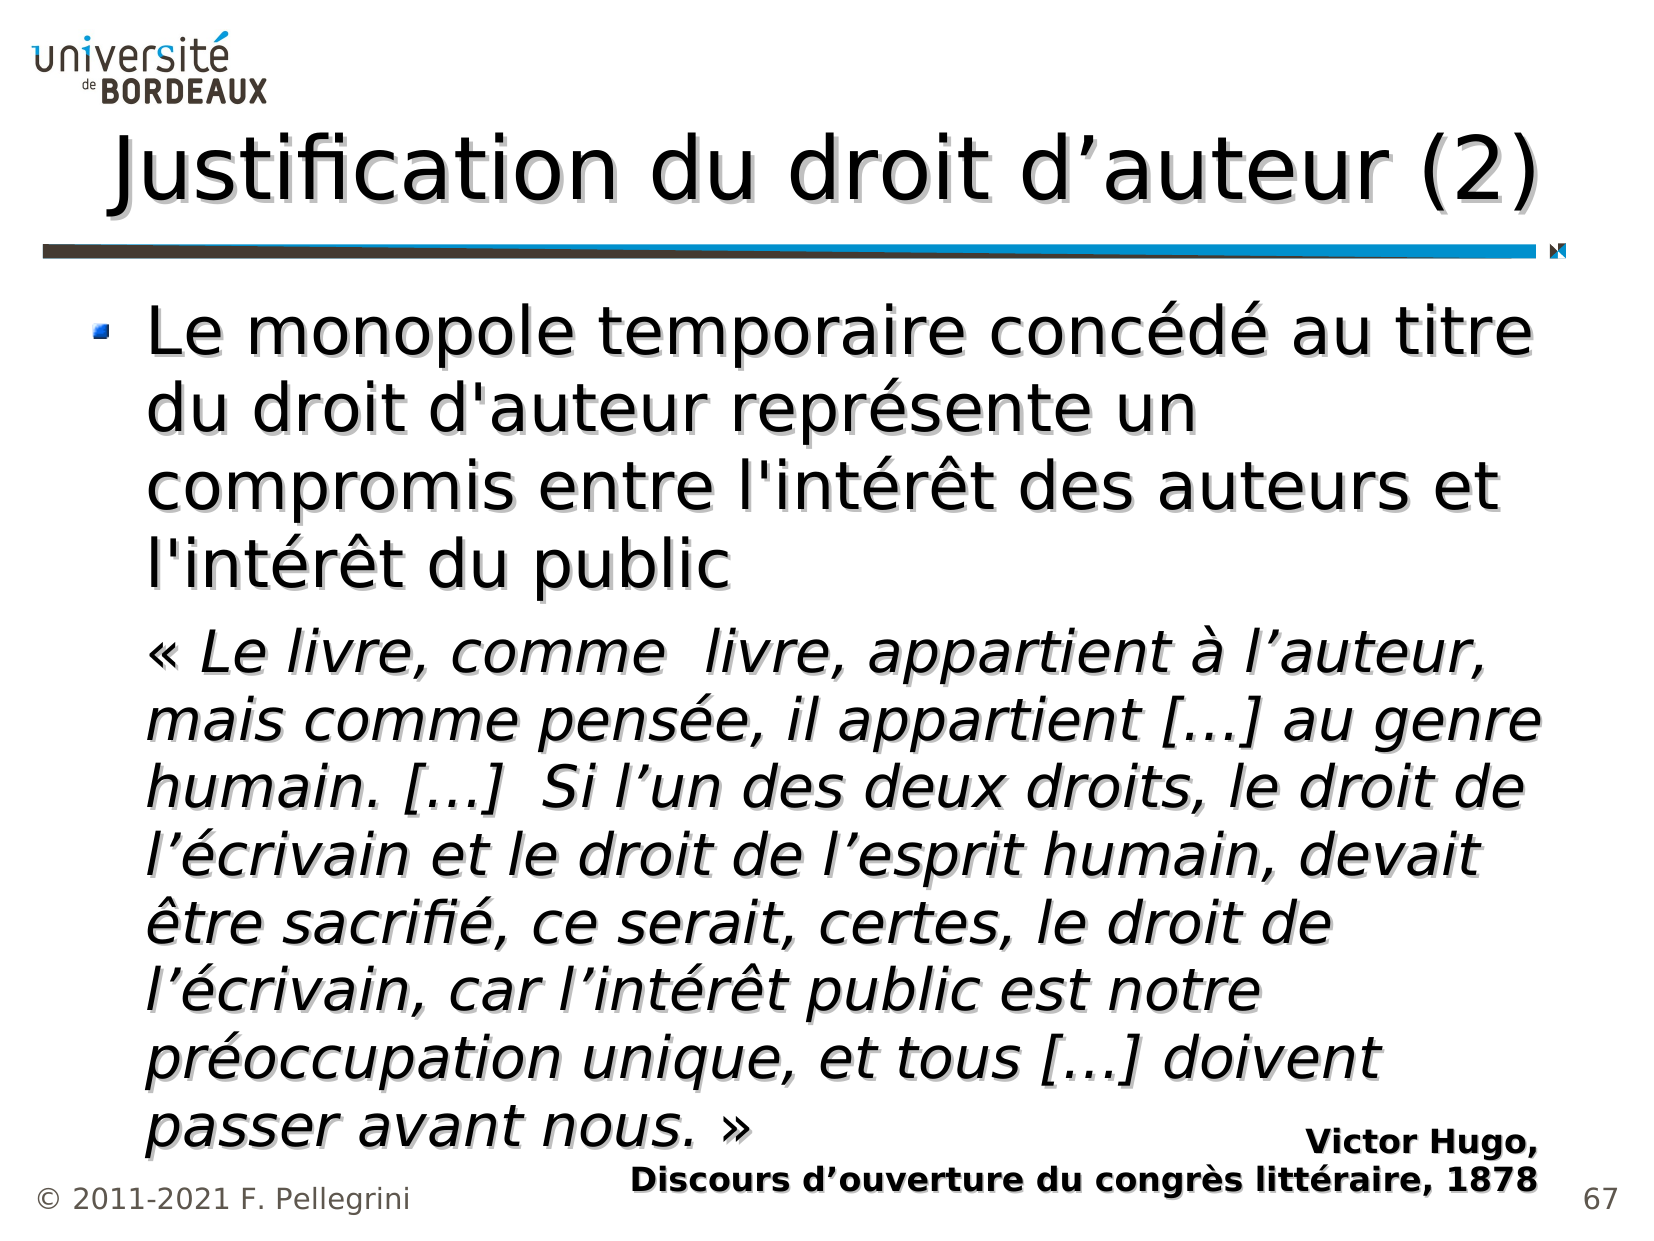 université
de BORDEAUX
Justification du droit d’auteur (2)
Le monopole temporaire concédé au titre
du droit d'auteur représente un
compromis entre l'intérêt des auteurs et
l'intérêt du public
« Le livre, comme  livre, appartient à l’auteur,
mais comme pensée, il appartient [...] au genre
humain. [...]  Si l’un des deux droits, le droit de
l’écrivain et le droit de l’esprit humain, devait
être sacrifié, ce serait, certes, le droit de
l’écrivain, car l’intérêt public est notre
préoccupation unique, et tous [...] doivent
passer avant nous. »
Victor Hugo,
Discours d’ouverture du congrès littéraire, 1878
© 2011-2021 F. Pellegrini
67